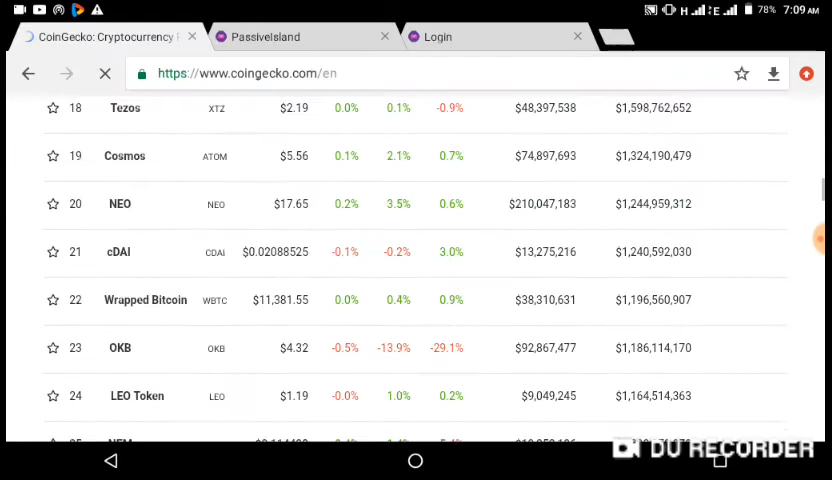 H E 78% 7:09 AM
CoinGecko: Cryptocurrency PassiveIsland Login
https://www.coingecko.com/en
18 Tezos XTZ $2.19 0.0% 0.1% -0.9% $48,397,538 $1,598,762,652
19 Cosmos ATOM $5.56 0.1% 2.1% 0.7% $74,897,693 $1,324,190,479
20 NEO NEO $17.65 0.2% 3.5% 0.6% $210,047,183 $1,244,959,312
21 cDAI CDAI $0.02088525 -0.1% -0.2% 3.0% $13,275,216 $1,240,592,030
22 Wrapped Bitcoin WBTC $11,381.55 0.0% 0.4% 0.9% $38,310,631 $1,196,560,907
23 OKB OKB $4.32 -0.5% -13.9% -29.1% $92,867,477 $1,186,114,170
24 LEO Token LEO $1.19 -0.0% 1.0% 0.2% $9,049,245 $1,164,514,363
DU RECORDER